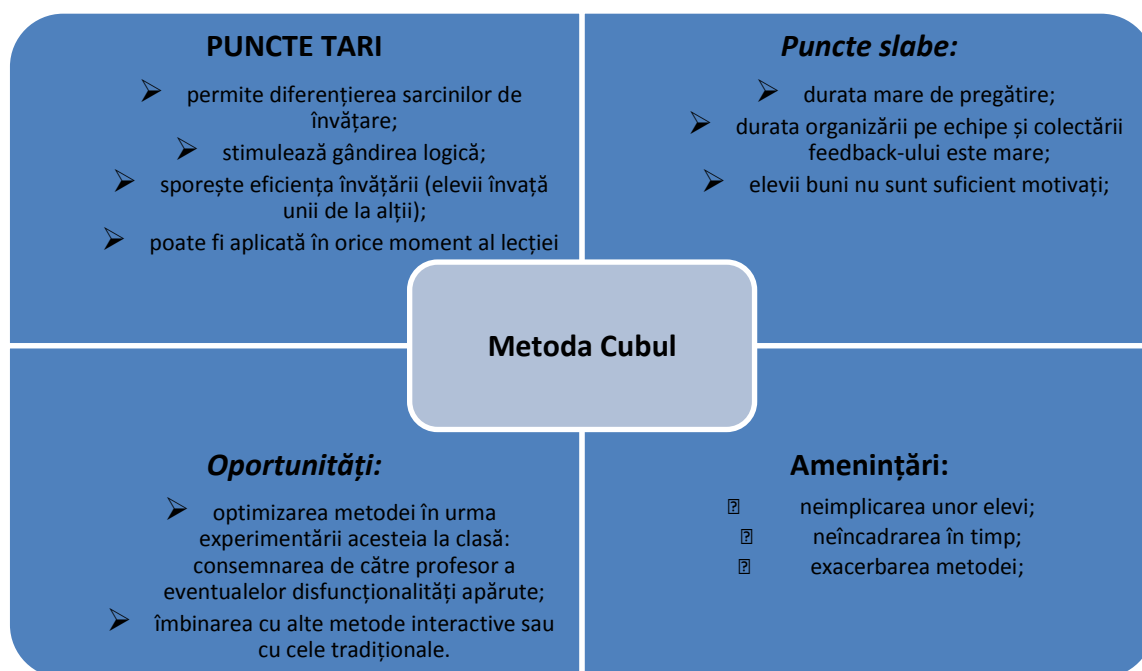 PUNCTE TARI
➢ permite diferențierea sarcinilor de
învățare;
➢ stimulează gândirea logică;
➢ sporește eficiența învățării (elevii învață
unii de la alții);
➢ poate fi aplicată în orice moment al lecției
Puncte slabe:
➢ durata mare de pregătire;
➢ durata organizării pe echipe și colectării
feedback-ului este mare;
➢ elevii buni nu sunt suficient motivați;
Metoda Cubul
Oportunități:
➢ optimizarea metodei în urma
experimentării acesteia la clasă:
consemnarea de către profesor a
eventualelor disfuncționalități apărute;
➢ îmbinarea cu alte metode interactive sau
cu cele tradiționale.
Amenințări:
neimplicarea unor elevi;
neîncadrarea în timp;
exacerbarea metodei;